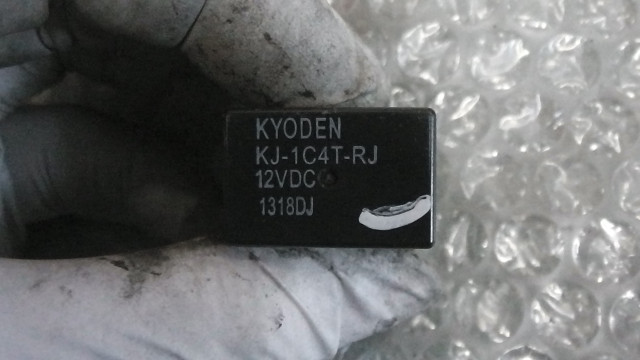 KYODEN
KJ-1C4T-RJ
12VDC
1318DJ